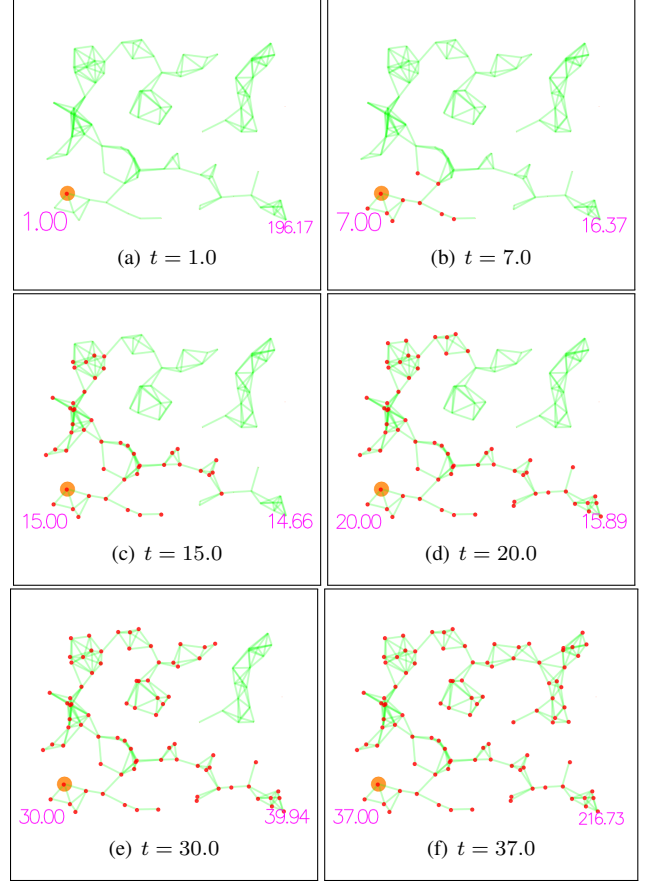 1.00 196.17
(a) t = 1.0
7.00 16.37
(b) t = 7.0
15.00 14.66
(c) t = 15.0
20.00 15.89
(d) t = 20.0
30.00 39.94
(e) t = 30.0
37.00 216.73
(f) t = 37.0